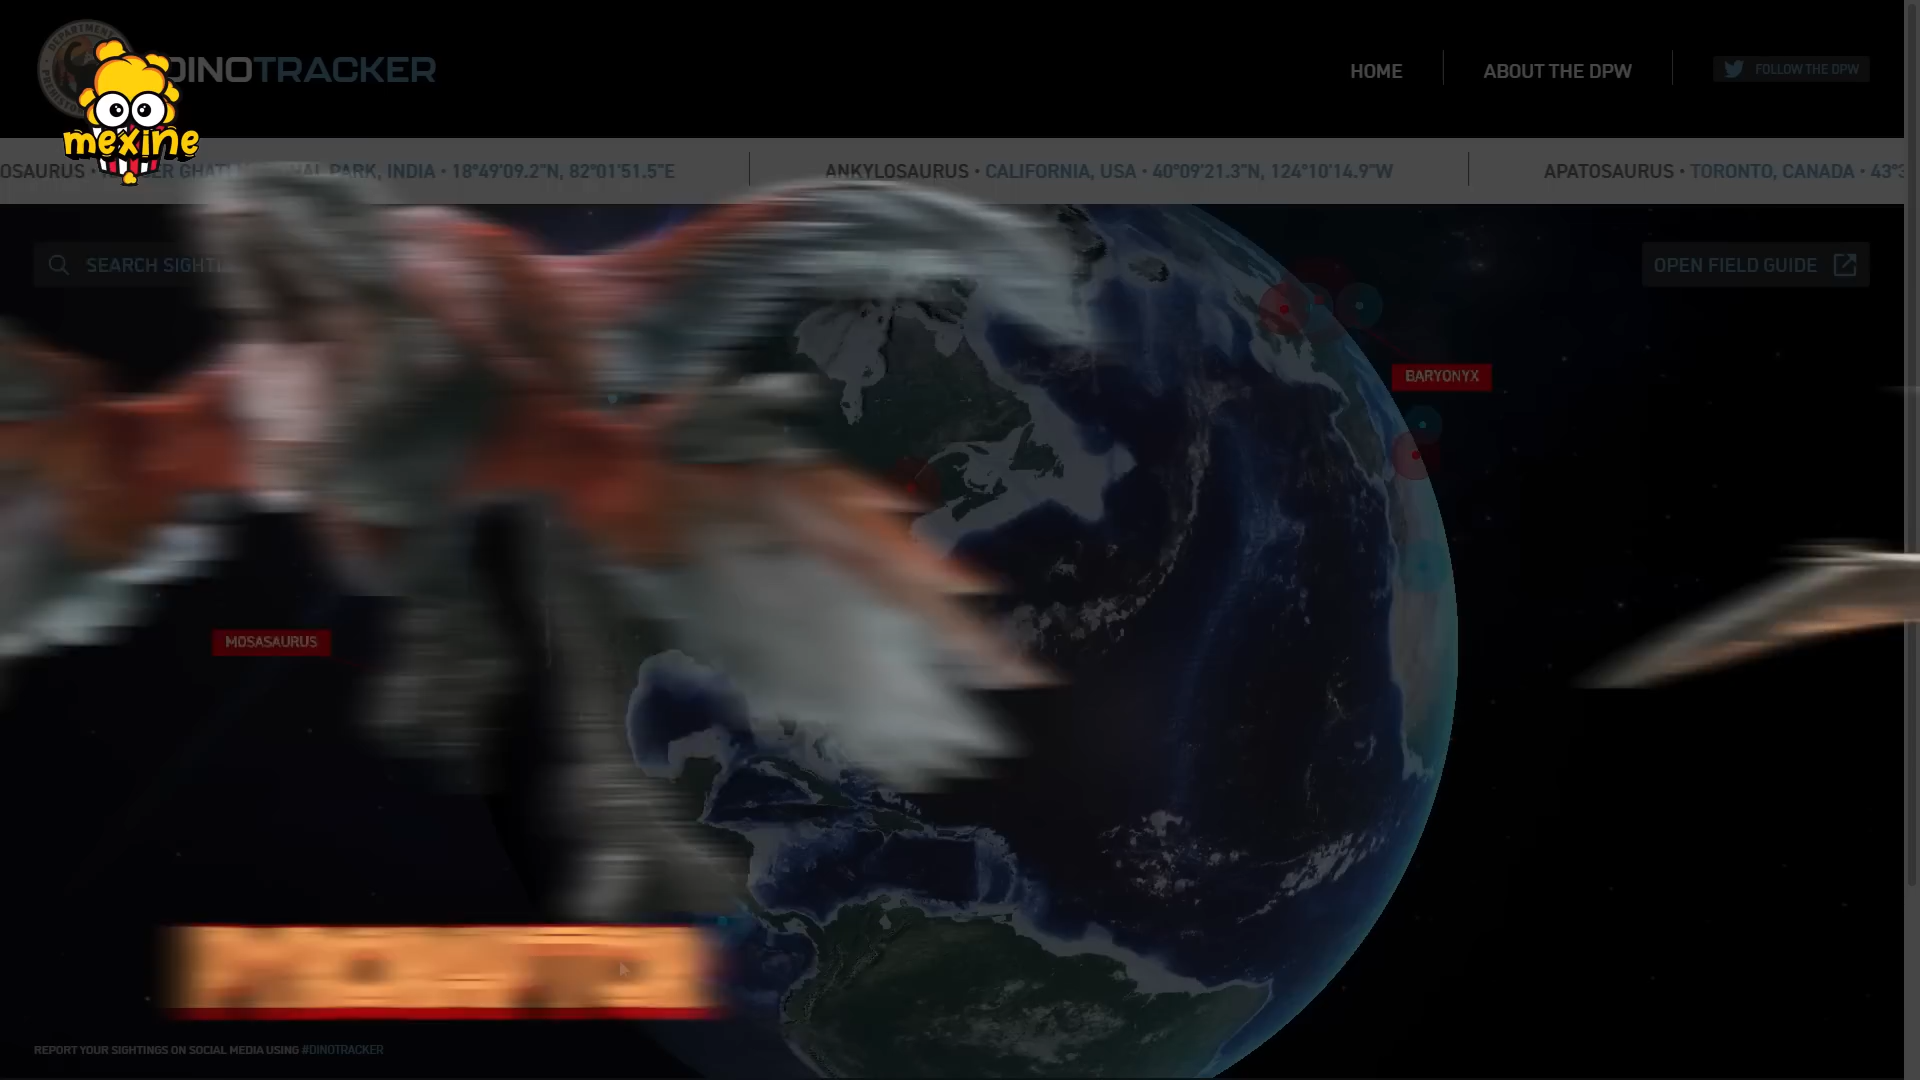 DINOTRACKER
HOME
ABOUT THE DPW
FOLLOW THE DPW
mexine
OSAURUS • PARK, INDIA • 18°49'09.2"N, 82°01'51.5"E
ANKYLOSAURUS • CALIFORNIA, USA • 40°09'21.3"N, 124°10'14.9"W
APATOSAURUS • TORONTO, CANADA • 43°
SEARCH
OPEN FIELD GUIDE
BARYONYX
MOSASAURUS
REPORT YOUR SIGHTINGS ON SOCIAL MEDIA USING #DINOTRACKER